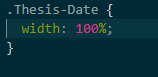 .Thesis-Date {
  width: 100%;
}